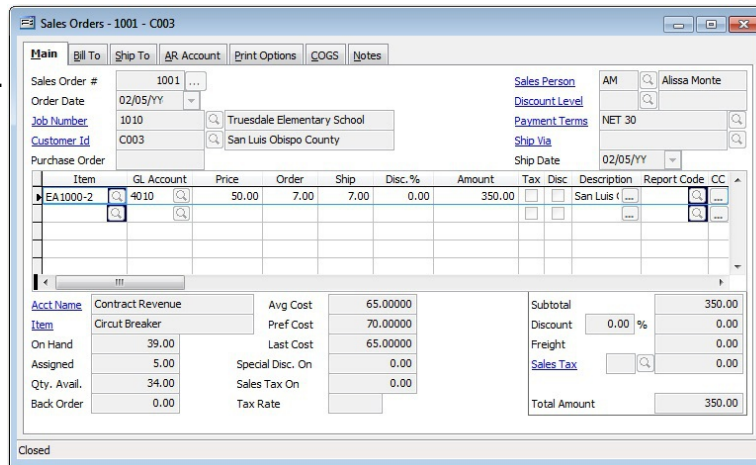 Sales Orders - 1001 - C003
Main Bill To Ship To AR Account Print Options COGS Notes
Sales Order # 1001 ... Sales Person AM Alissa Monte
Order Date 02/05/YY Discount Level
Job Number 1010 Truesdale Elementary School Payment Terms NET 30
Customer Id C003 San Luis Obispo County Ship Via
Purchase Order Ship Date 02/05/YY
Item GL Account Price Order Ship Disc.% Amount Tax Disc Description Report Code CC
EA1000-2 4010 50.00 7.00 7.00 0.00 350.00 San Luis ( ... ...
... ...
Acct Name Contract Revenue Avg Cost 65.00000 Subtotal 350.00
Item Circut Breaker Pref Cost 70.00000 Discount 0.00 % 0.00
On Hand 39.00 Last Cost 65.00000 Freight 0.00
Assigned 5.00 Special Disc. On 0.00 Sales Tax 0.00
Qty. Avail. 34.00 Sales Tax On 0.00
Back Order 0.00 Tax Rate Total Amount 350.00
Closed